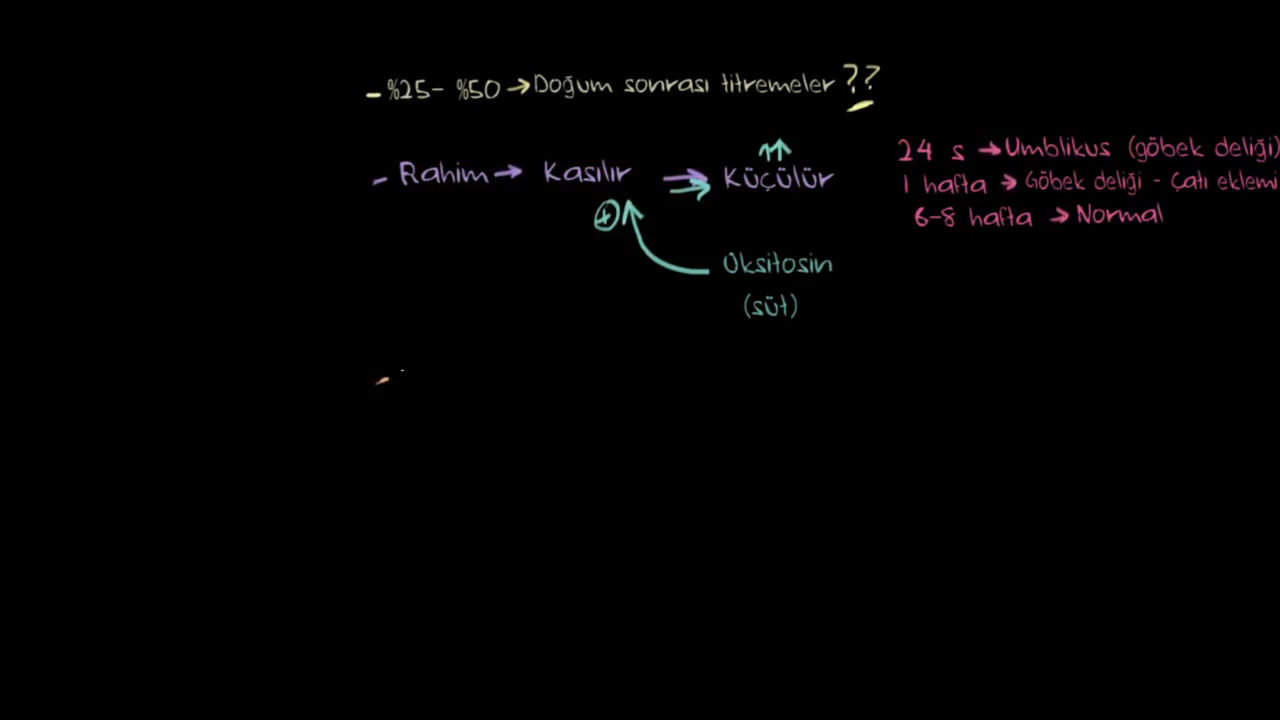 - %25- %50 → Doğum sonrası titremeler ??
- Rahim → Kasılır → Küçülür
24 s → Umblikus (göbek deliği)
1 hafta → Göbek deliği - Çatı eklemi
6-8 hafta → Normal
+
Oksitosin
(süt)
-